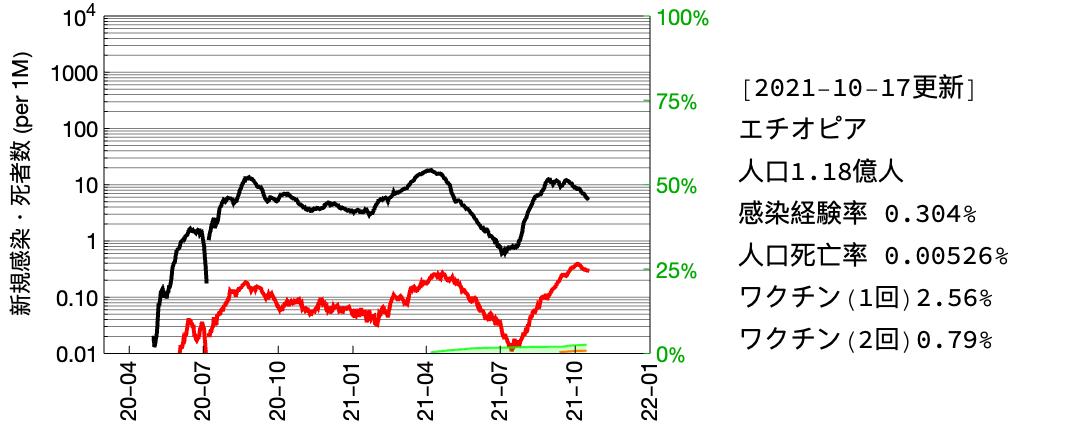 新規感染・死者数 (per 1M)
10⁴
1000
100
10
1
0.10
0.01
100%
75%
50%
25%
0%
20-04
20-07
20-10
21-01
21-04
21-07
21-10
22-01
[2021-10-17更新]
エチオピア
人口1.18億人
感染経験率 0.304%
人口死亡率 0.00526%
ワクチン(1回)2.56%
ワクチン(2回)0.79%